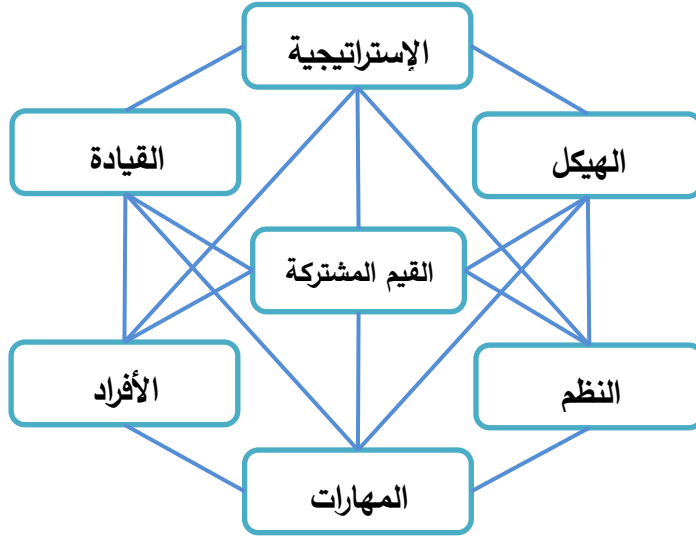 الإستراتيجية
الهيكل
القيادة
القيم المشتركة
النظم
الأفراد
المهارات